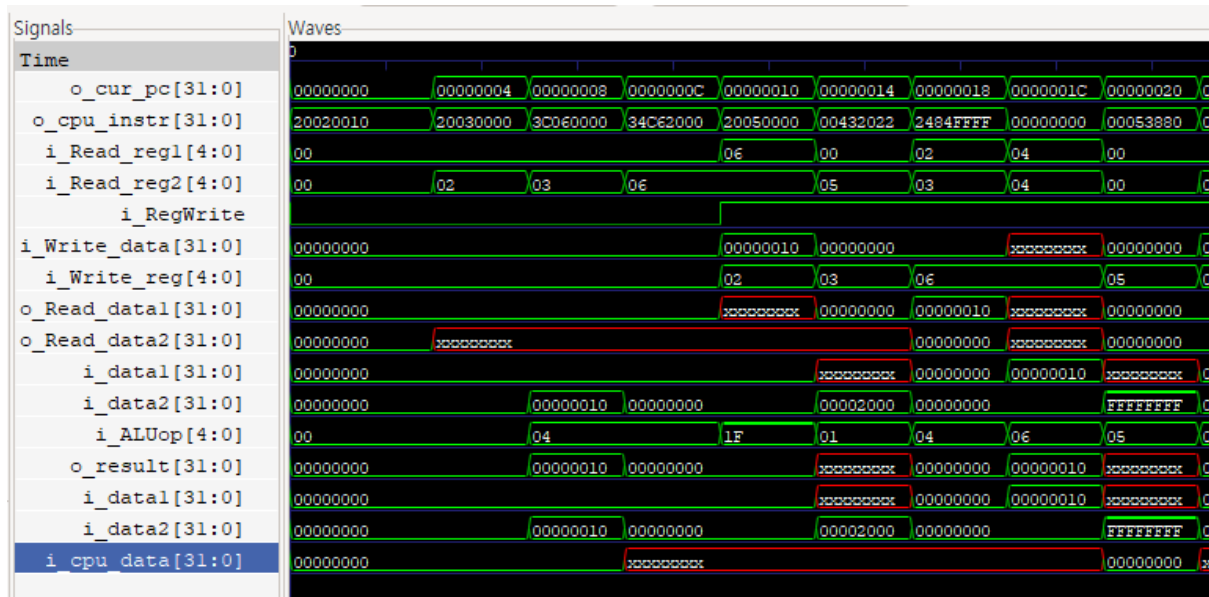 Signals Waves
Time 0
o_cur_pc[31:0] 00000000 00000004 00000008 0000000C 00000010 00000014 00000018 0000001C 00000020
o_cpu_instr[31:0] 20020010 20030000 3C060000 34C62000 20050000 00432022 2484FFFF 00000000 00053880
i_Read_reg1[4:0] 00 06 00 02 04 00
i_Read_reg2[4:0] 00 02 03 06 05 03 04 00
i_RegWrite
i_Write_data[31:0] 00000000 00000010 00000000 xxxxxxxx 00000000
i_Write_reg[4:0] 00 02 03 06 05
o_Read_data1[31:0] 00000000 xxxxxxxx 00000000 00000010 xxxxxxxx 00000000
o_Read_data2[31:0] 00000000 xxxxxxxx 00000000 xxxxxxxx 00000000
i_data1[31:0] 00000000 xxxxxxxx 00000000 00000010 xxxxxxxx
i_data2[31:0] 00000000 00000010 00000000 00002000 00000000 FFFFFFFF
i_ALUop[4:0] 00 04 1F 01 04 06 05
o_result[31:0] 00000000 00000010 00000000 xxxxxxxx 00000000 00000010 xxxxxxxx
i_data1[31:0] 00000000 xxxxxxxx 00000000 00000010 xxxxxxxx
i_data2[31:0] 00000000 00000010 00000000 00002000 00000000 FFFFFFFF
i_cpu_data[31:0] 00000000 xxxxxxxx 00000000